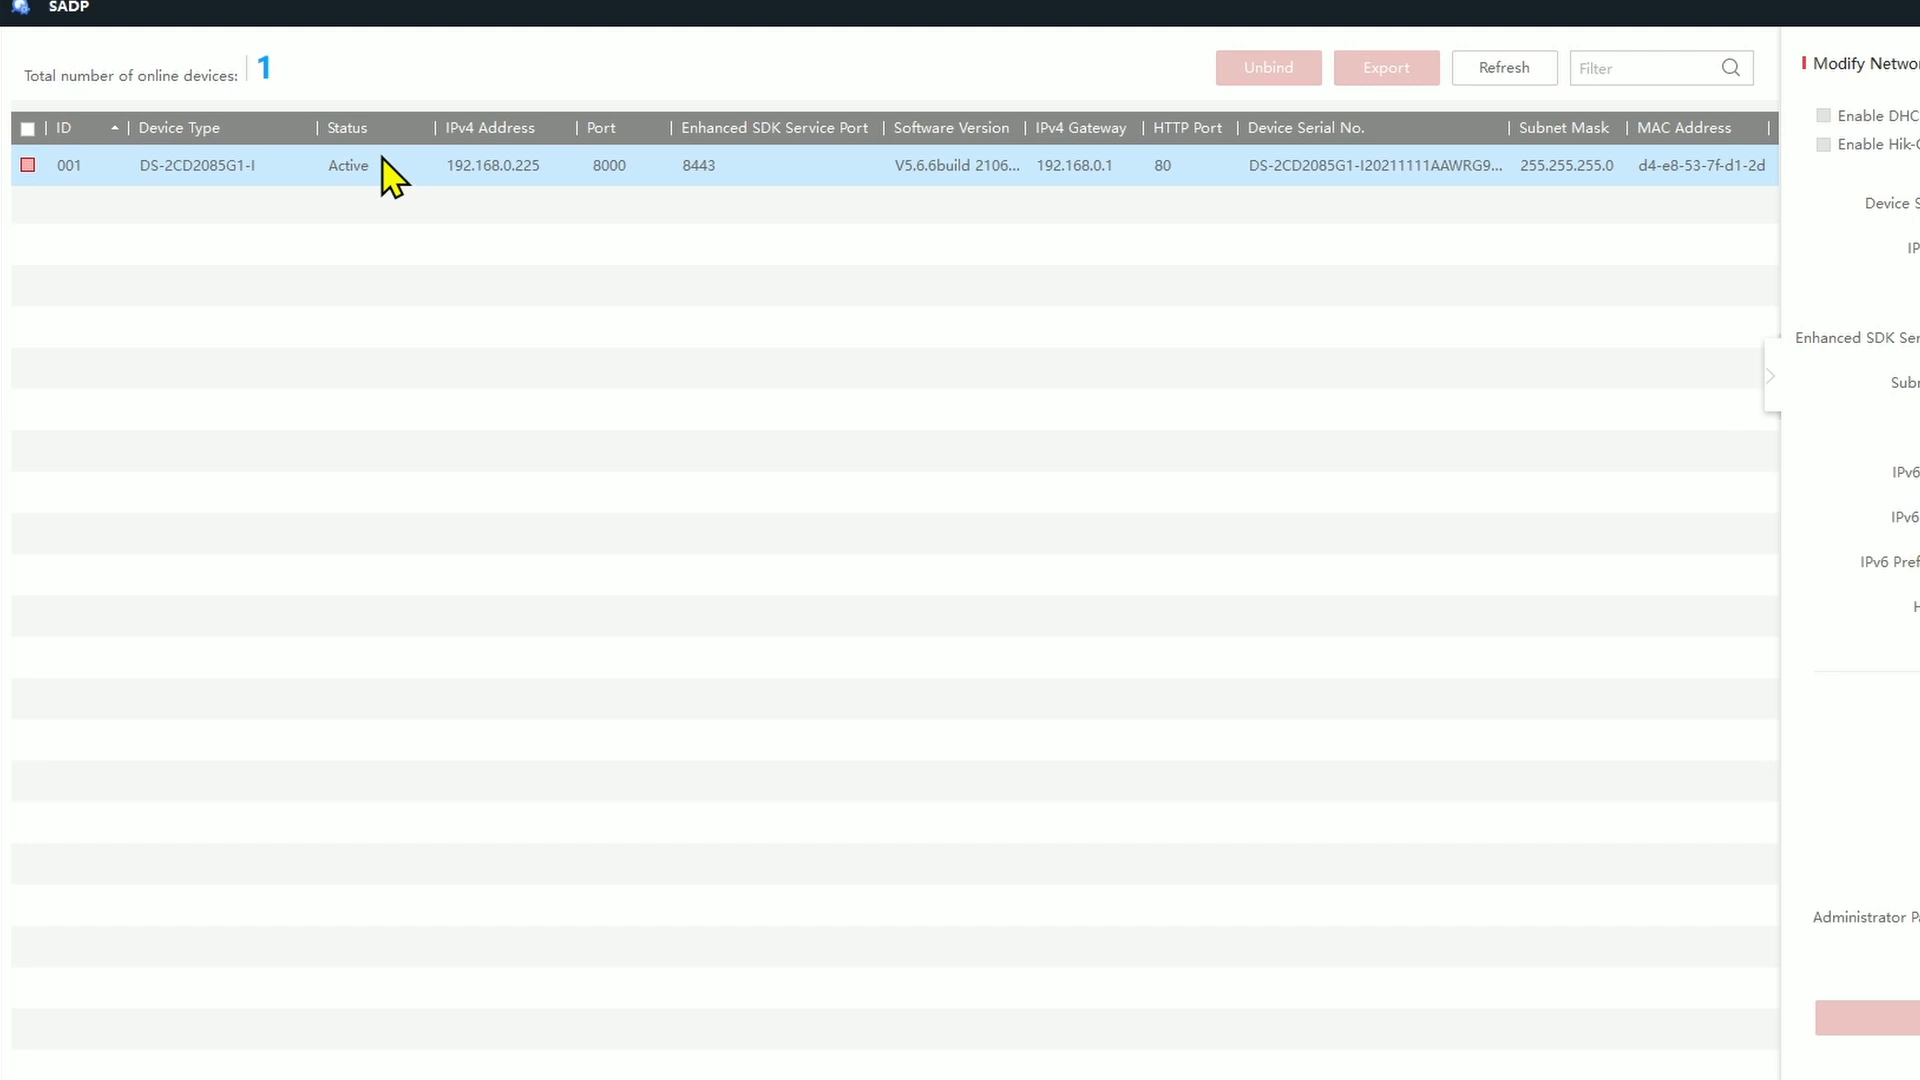 SADP
Total number of online devices: 1
Unbind
Export
Refresh
Filter
ID Device Type Status IPv4 Address Port Enhanced SDK Service Port Software Version IPv4 Gateway HTTP Port Device Serial No. Subnet Mask MAC Address
001 DS-2CD2085G1-I Active 192.168.0.225 8000 8443 V5.6.6build 2106... 192.168.0.1 80 DS-2CD2085G1-I20211111AAWRG9... 255.255.255.0 d4-e8-53-7f-d1-2d
Modify Networ
Enable DHC
Enable Hik-C
Device S
IP
Enhanced SDK Ser
Subn
IPv6
IPv6
IPv6 Pref
H
Administrator Pa